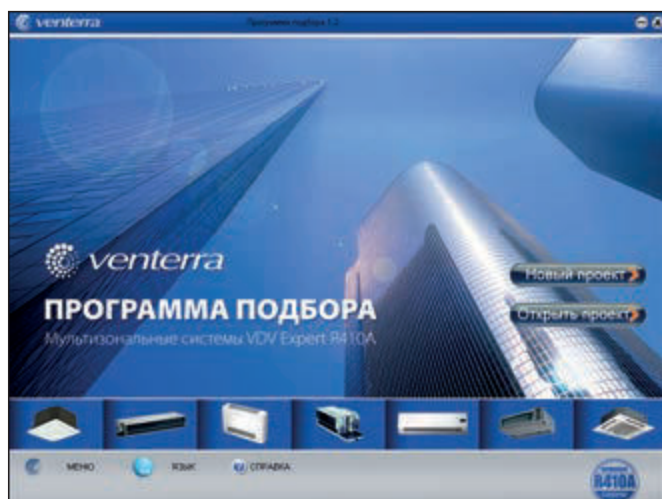 venterra
Программа подбора 1.2
venterra
ПРОГРАММА ПОДБОРА
Мультизональные системы VDV Expert R410A
Новый проект
Открыть проект
МЕНЮ
ЯЗЫК
СПРАВКА
R410A